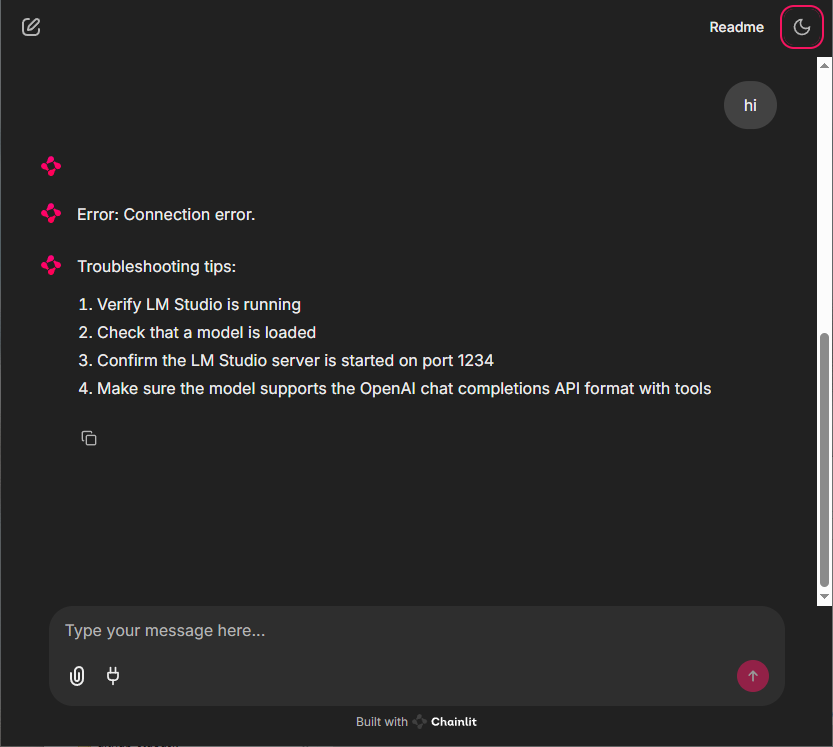 Readme
hi
Error: Connection error.
Troubleshooting tips:
1. Verify LM Studio is running
2. Check that a model is loaded
3. Confirm the LM Studio server is started on port 1234
4. Make sure the model supports the OpenAI chat completions API format with tools
Type your message here...
Built with Chainlit